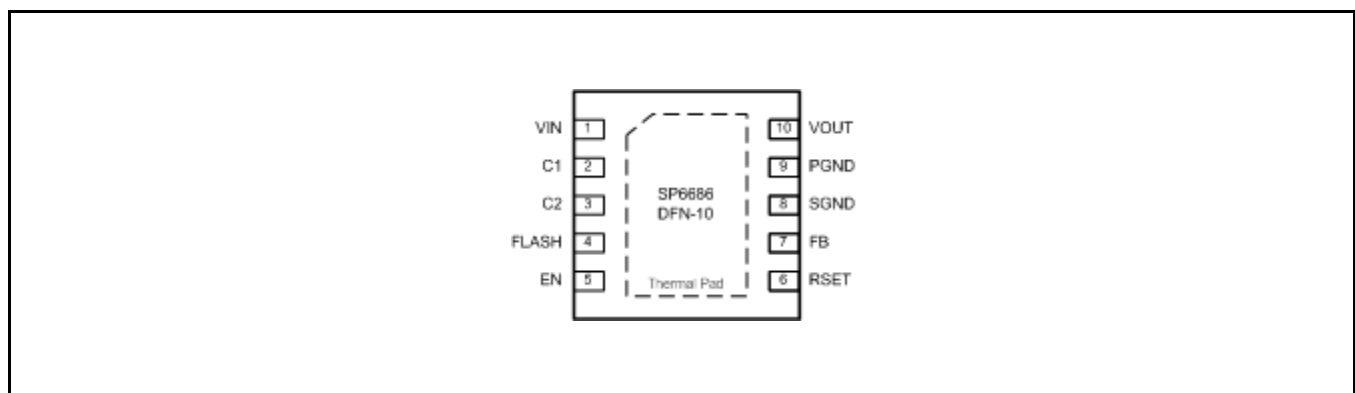 VIN 1
C1 2
C2 3
FLASH 4
EN 5
SP6686
DFN-10
Thermal Pad
10 VOUT
9 PGND
8 SGND
7 FB
6 RSET